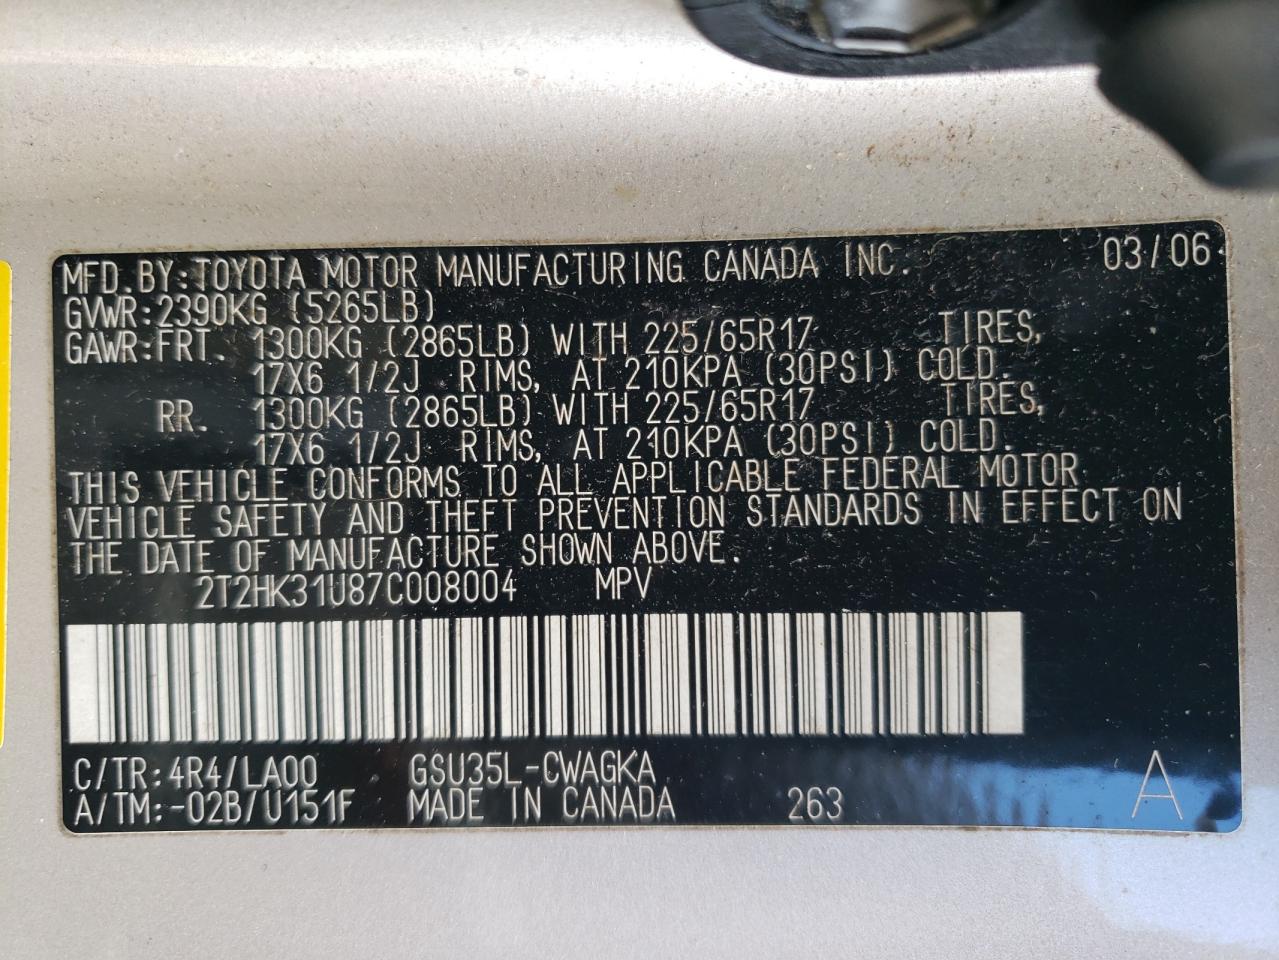 MFD.BY:TOYOTA MOTOR MANUFACTURING CANADA INC. 03/06
GVWR:2390KG (5265LB)
GAWR:FRT. 1300KG (2865LB) WITH 225/65R17 TIRES,
17X6 1/2J RIMS, AT 210KPA (30PSI) COLD.
RR. 1300KG (2865LB) WITH 225/65R17 TIRES,
17X6 1/2J RIMS, AT 210KPA (30PSI) COLD.
THIS VEHICLE CONFORMS TO ALL APPLICABLE FEDERAL MOTOR
VEHICLE SAFETY AND THEFT PREVENTION STANDARDS IN EFFECT ON
THE DATE OF MANUFACTURE SHOWN ABOVE.
2T2HK31U87C008004 MPV
C/TR:4R4/LA00 GSU35L-CWAGKA
A/TM:-02B/U151F MADE IN CANADA 263 A